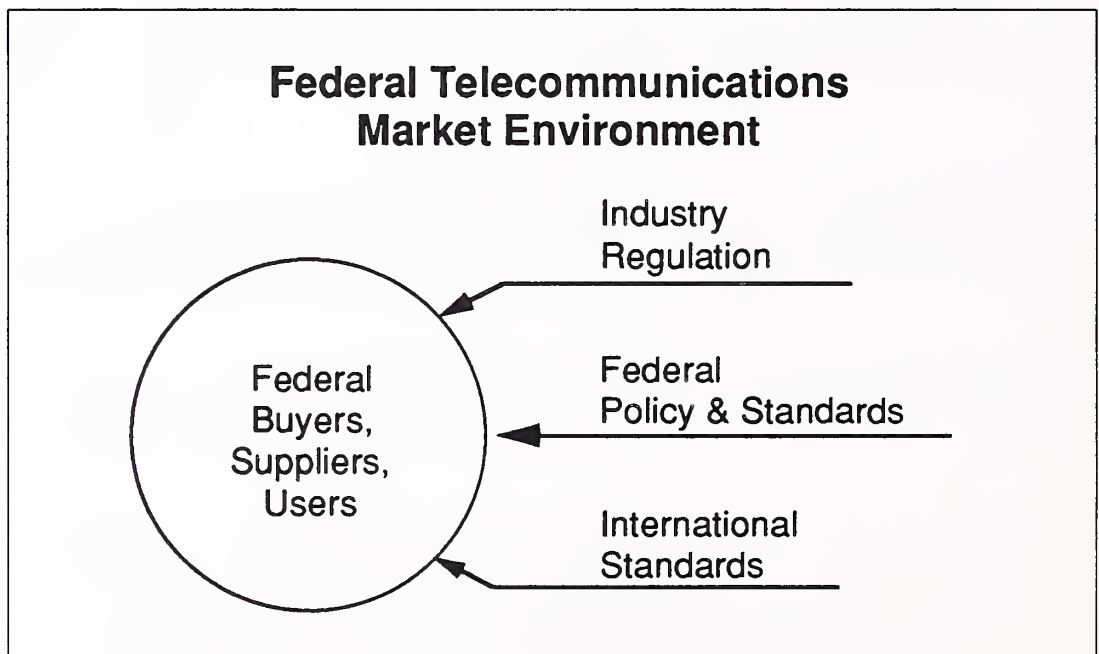 Federal Telecommunications
Market Environment
Industry
Regulation
Federal
Policy & Standards
Federal
Buyers,
Suppliers,
Users
International
Standards